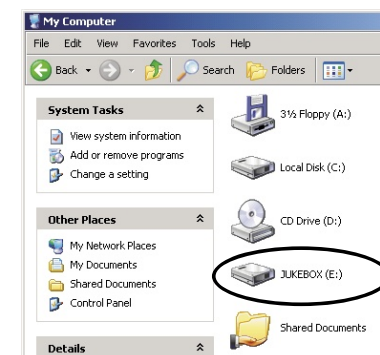 My Computer
File Edit View Favorites Tools Help
Back Search Folders
System Tasks
View system information
Add or remove programs
Change a setting
Other Places
My Network Places
My Documents
Shared Documents
Control Panel
Details
3½ Floppy (A:)
Local Disk (C:)
CD Drive (D:)
JUKEBOX (E:)
Shared Documents